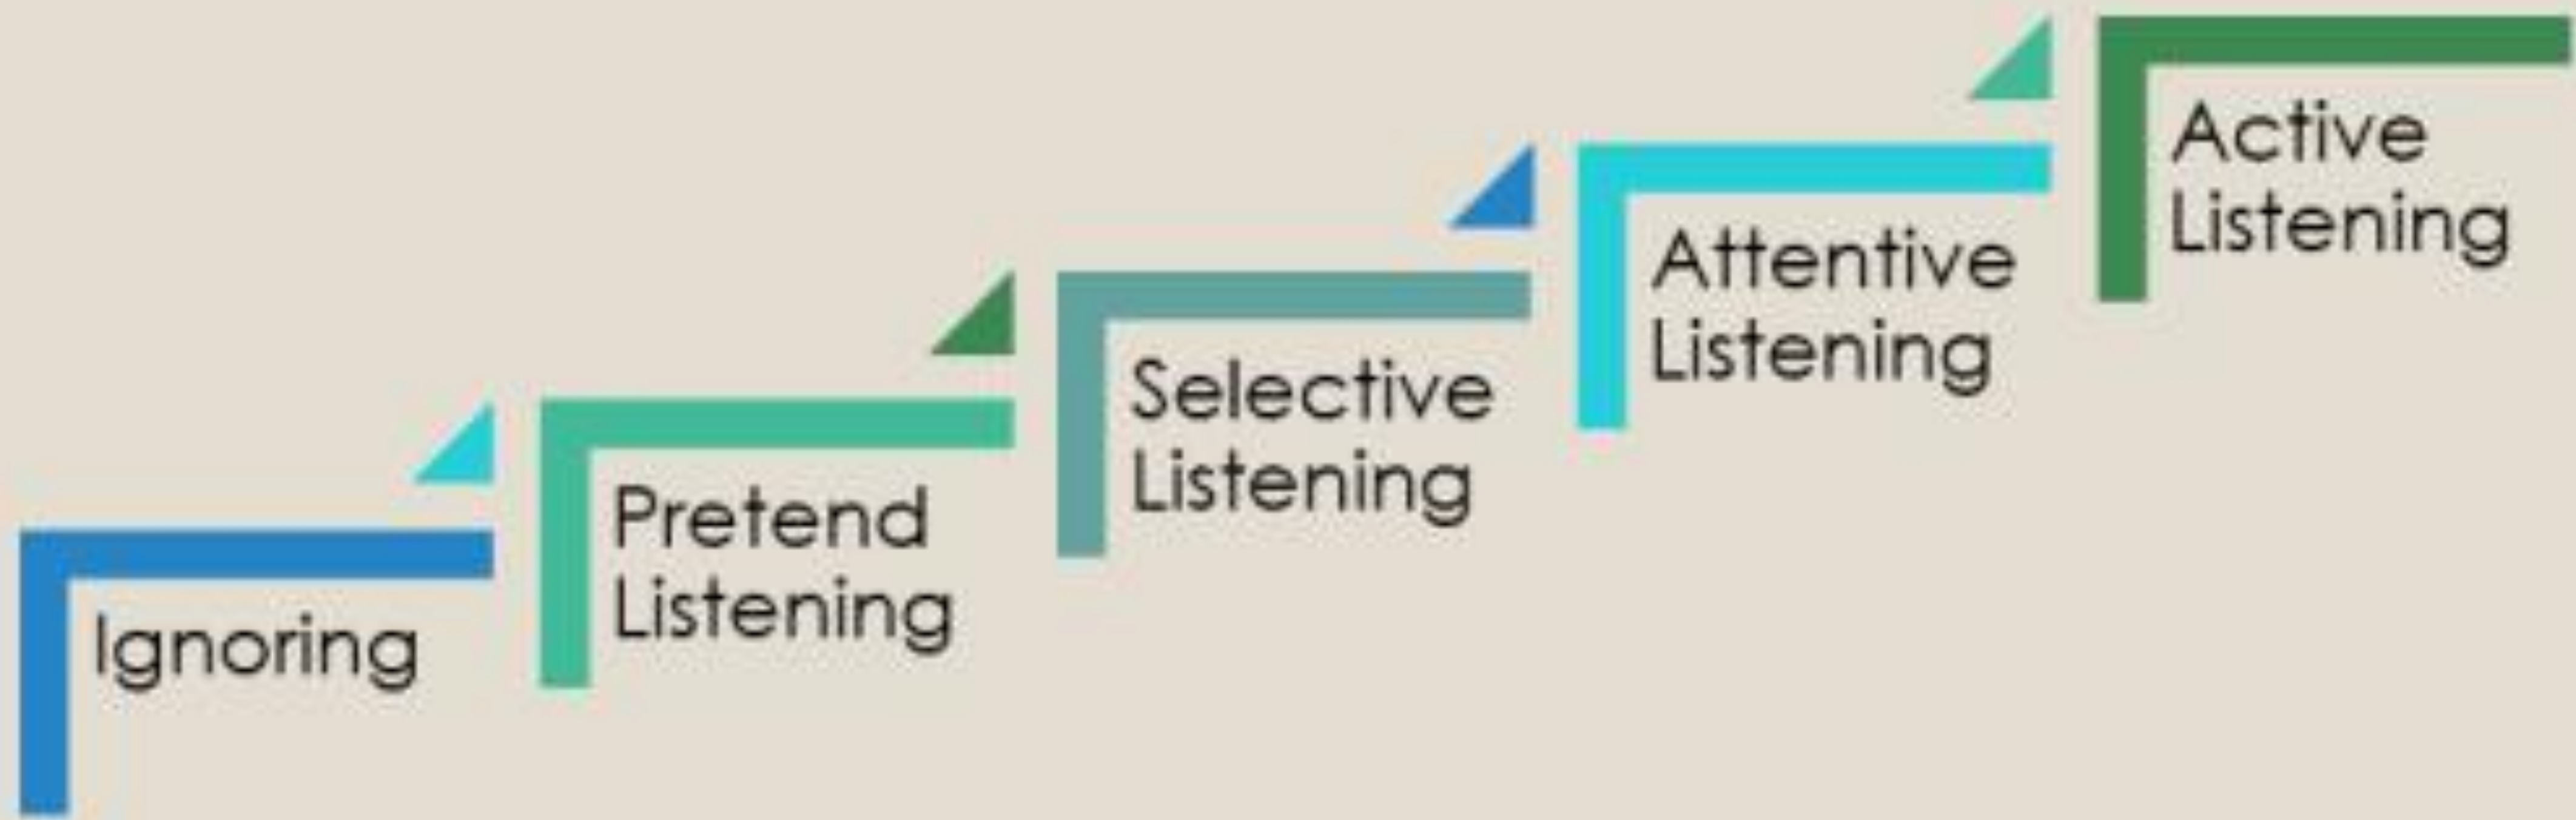 Ignoring
Pretend
Listening
Selective
Listening
Attentive
Listening
Active
Listening